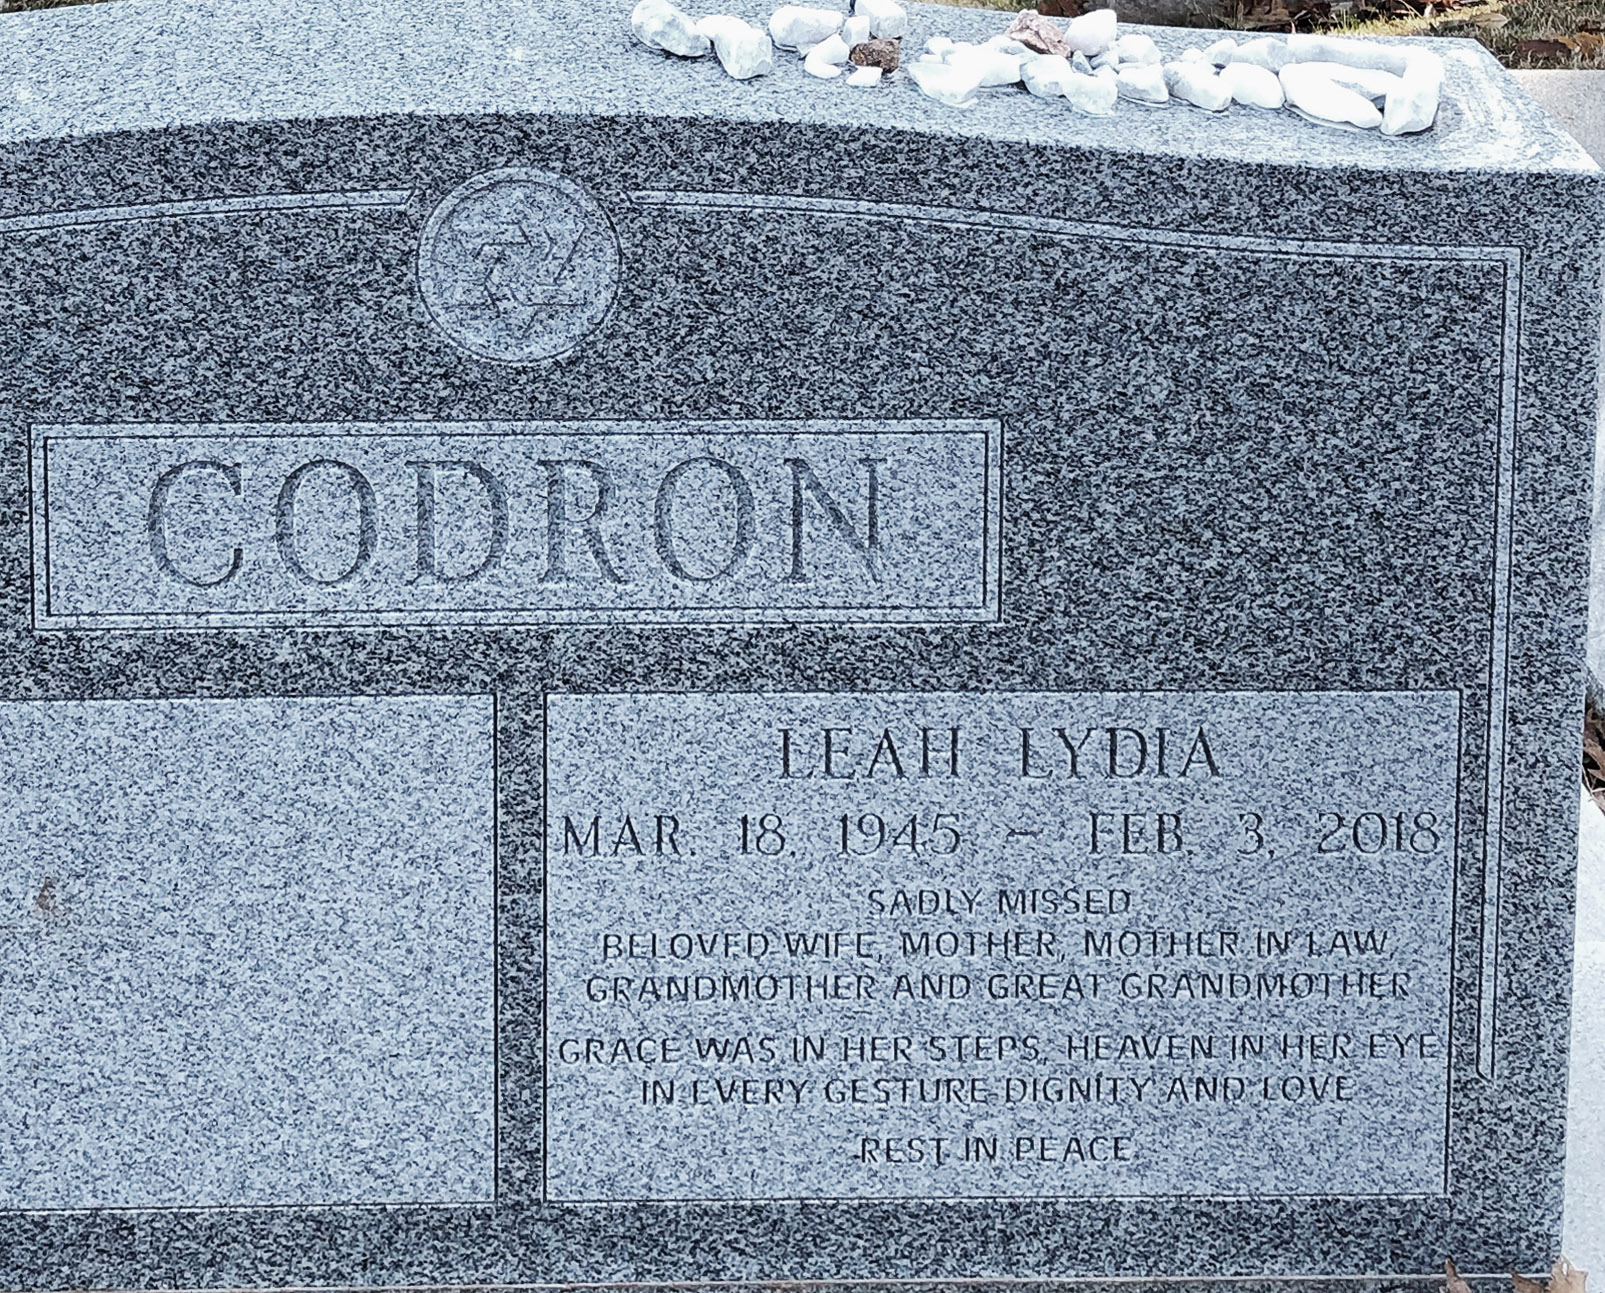 CODRON
LEAH LYDIA
MAR. 18, 1945 - FEB. 3, 2018
SADLY MISSED
BELOVED WIFE, MOTHER, MOTHER IN LAW,
GRANDMOTHER AND GREAT GRANDMOTHER
GRACE WAS IN HER STEPS, HEAVEN IN HER EYE
IN EVERY GESTURE DIGNITY AND LOVE
REST IN PEACE